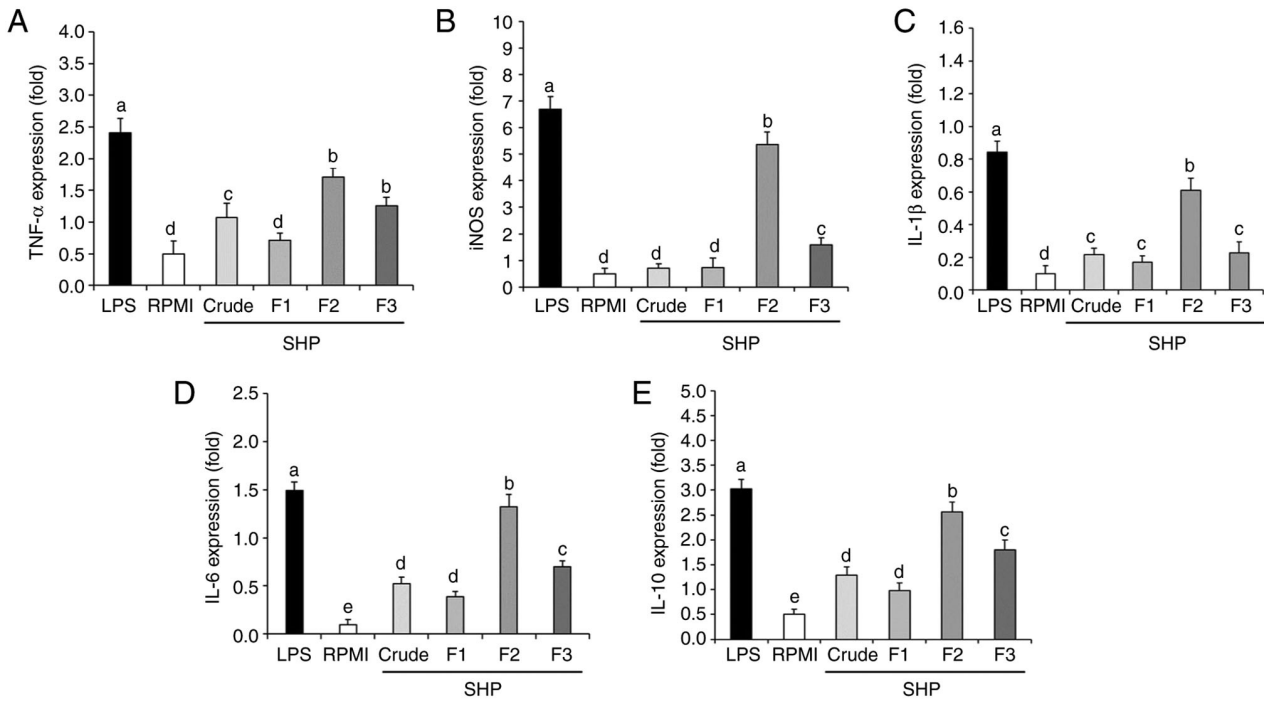 A
TNF-α expression (fold)
4.0
3.5
3.0
2.5
2.0
1.5
1.0
0.5
0.0
a
d
c
d
b
b
LPS RPMI Crude F1 F2 F3
SHP
B
iNOS expression (fold)
10
9
8
7
6
5
4
3
2
1
0
a
d
d
d
b
c
LPS RPMI Crude F1 F2 F3
SHP
C
IL-1β expression (fold)
1.6
1.4
1.2
1.0
0.8
0.6
0.4
0.2
0.0
a
d
c
c
b
c
LPS RPMI Crude F1 F2 F3
SHP
D
IL-6 expression (fold)
2.5
2.0
1.5
1.0
0.5
0.0
a
e
d
d
b
c
LPS RPMI Crude F1 F2 F3
SHP
E
IL-10 expression (fold)
5.0
4.5
4.0
3.5
3.0
2.5
2.0
1.5
1.0
0.5
0.0
a
e
d
d
b
c
LPS RPMI Crude F1 F2 F3
SHP